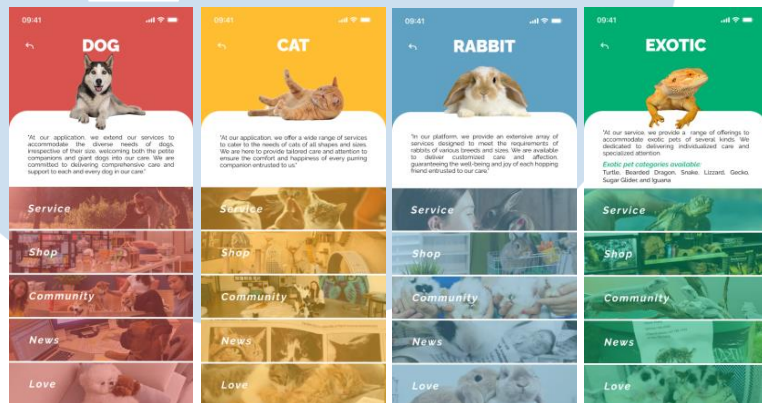 09:41
DOG
"At our application, we extend our services to
accommodate the diverse needs of dogs.
Irrespective of their size, welcoming both the petite
companions and giant dogs into our care. We are
committed to delivering comprehensive care and
support to each and every dog in our care."
Service
Shop
Community
News
Love
09:41
CAT
"At our application, we offer a wide range of services
to cater to the needs of cats of all shapes and sizes.
We are here to provide tailored care and attention to
ensure the comfort and happiness of every purring
companion entrusted to us."
Service
Shop
Community
News
Love
09:41
RABBIT
"In our platform, we provide an extensive array of
services designed to meet the requirements of
rabbits of various breeds and sizes. We are available
to deliver customized care and affection,
guaranteeing the well-being and joy of each hopping
friend entrusted to our care."
Service
Shop
Community
News
Love
09:41
EXOTIC
"At our service, we provide a range of offerings to
accommodate exotic pets of several kinds. We
dedicated to delivering individualized care and
specialized attention
Exotic pet categories available:
Turtle, Bearded Dragon, Snake, Lizzard, Gecko,
Sugar Glider, and Iguana
Service
Shop
Community
News
Love